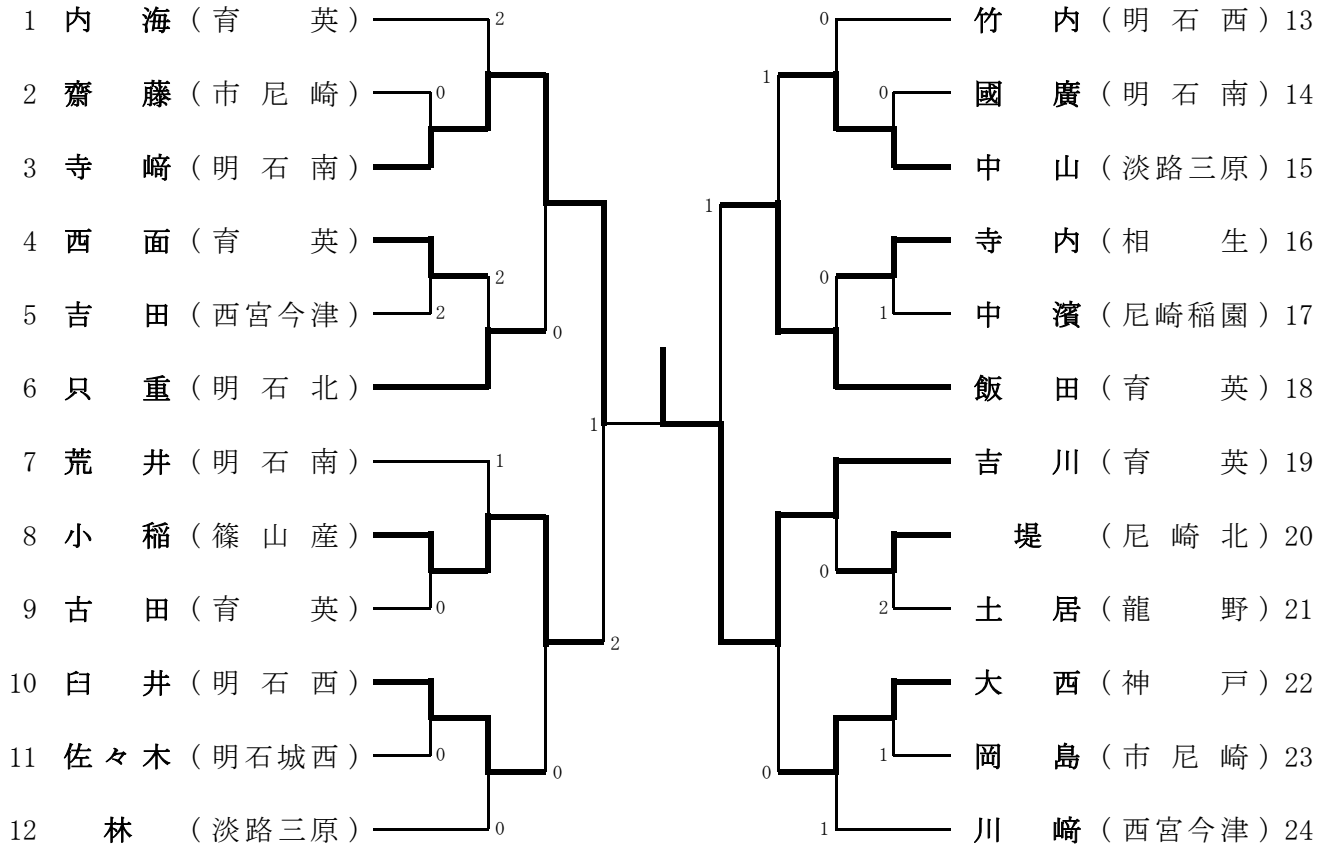 1 内海（育英）
2
2 齋藤（市尼崎）
0
3 寺﨑（明石南）
4 西面（育英）
2
5 吉田（西宮今津）
2
0
6 只重（明石北）
1
7 荒井（明石南）
1
8 小稲（篠山産）
9 古田（育英）
0
2
10 臼井（明石西）
11 佐々木（明石城西）
0
0
12 林（淡路三原）
0
0
竹内（明石西）13
1
0
國廣（明石南）14
中山（淡路三原）15
1
寺内（相生）16
0
1
中濱（尼崎稲園）17
飯田（育英）18
吉川（育英）19
堤（尼崎北）20
0
2
土居（龍野）21
大西（神戸）22
1
岡島（市尼崎）23
0
1
川﨑（西宮今津）24